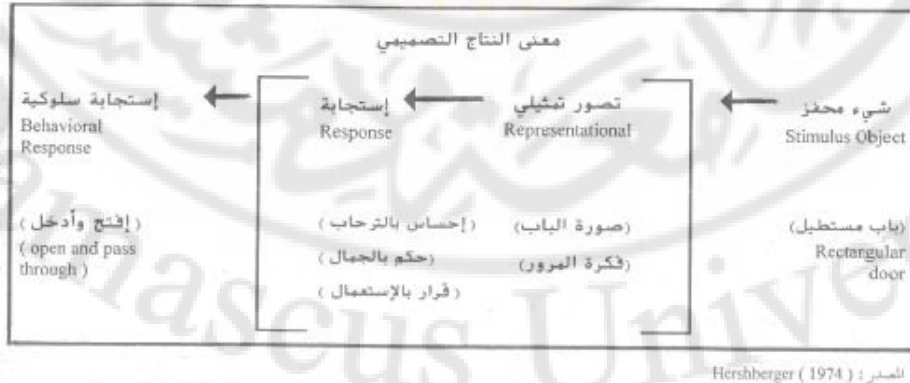 معنى النتاج التصميمي
شيء محفز
Stimulus Object
تصور تمثيلي
Representational
إستجابة
Response
إستجابة سلوكية
Behavioral
Response
(باب مستطيل)
Rectangular
door
(صورة الباب)
(فكرة المرور)
(إحساس بالترحاب)
(حكم بالجمال)
(قرار بالإستعمال)
(إفتح وأدخل)
( open and pass
through )
المصدر : Hershberger ( 1974 )
amascus Unive